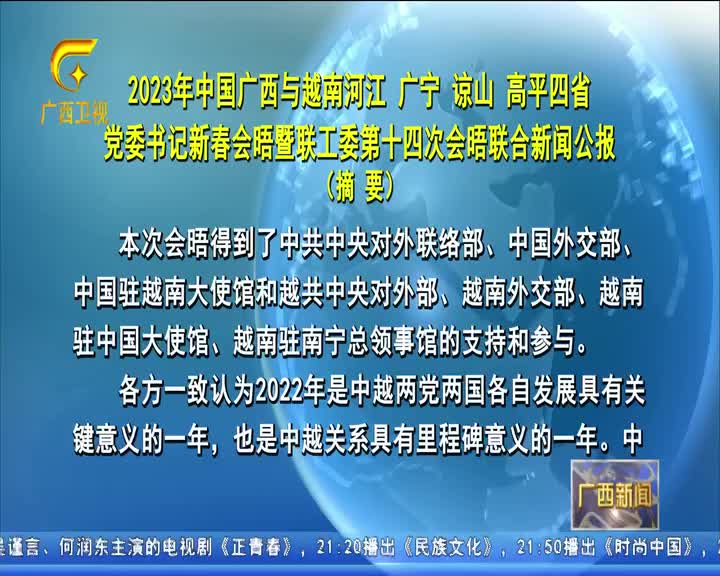 广西卫视
2023年中国广西与越南河江 广宁 谅山 高平四省
党委书记新春会晤暨联工委第十四次会晤联合新闻公报
(摘 要)
本次会晤得到了中共中央对外联络部、中国外交部、
中国驻越南大使馆和越共中央对外部、越南外交部、越南
驻中国大使馆、越南驻南宁总领事馆的支持和参与。
各方一致认为2022年是中越两党两国各自发展具有关
键意义的一年，也是中越关系具有里程碑意义的一年。中
广西新闻
谨言、何润东主演的电视剧《正青春》，21:20播出《民族文化》，21:50播出《时尚中国》，